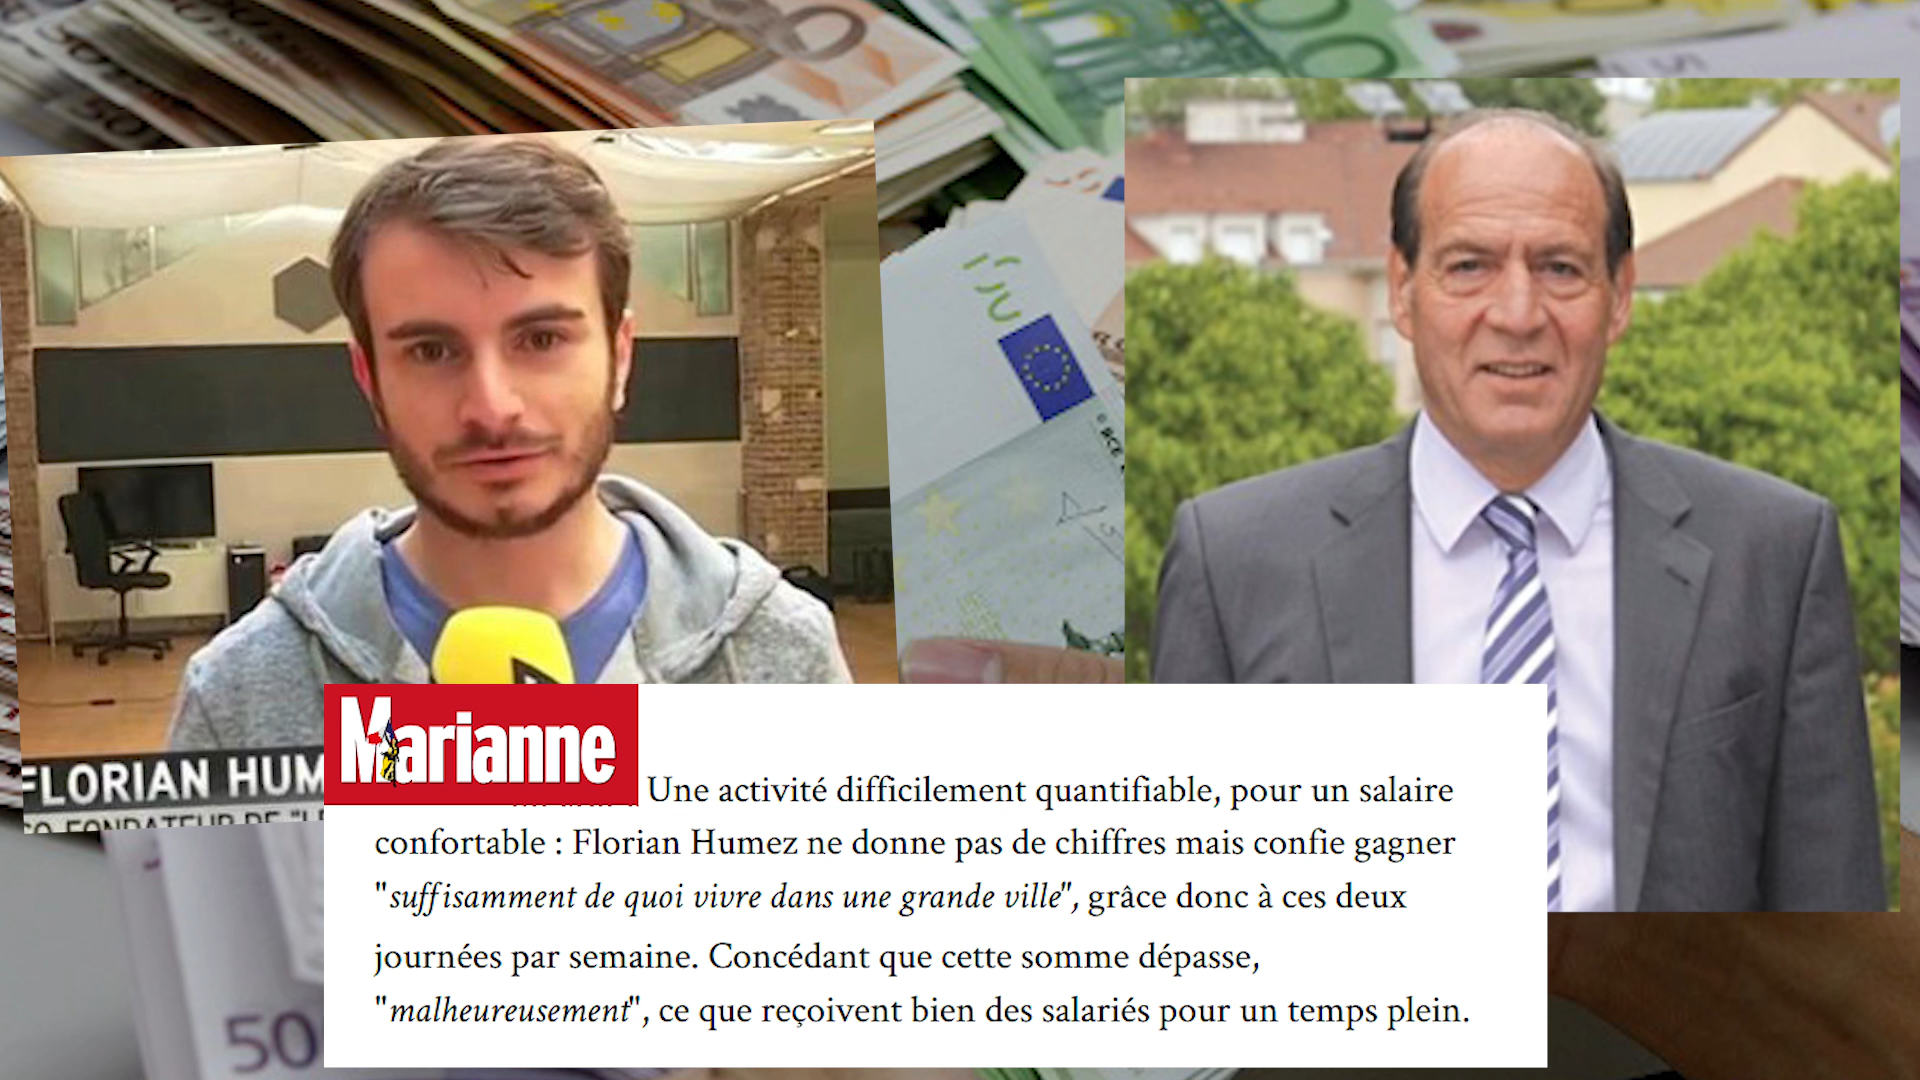 FLORIAN HUM
Marianne
Une activité difficilement quantifiable, pour un salaire
confortable : Florian Humez ne donne pas de chiffres mais confie gagner
"suffisamment de quoi vivre dans une grande ville", grâce donc à ces deux
journées par semaine. Concédant que cette somme dépasse,
"malheureusement", ce que reçoivent bien des salariés pour un temps plein.
50